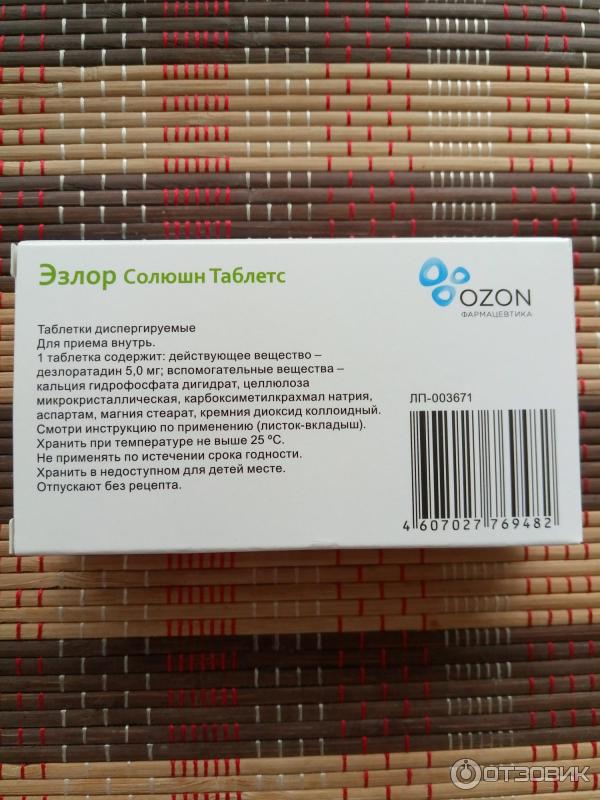 Эзлор Солюшн Таблетс
OZON
ФАРМАЦЕВТИКА
Таблетки диспергируемые
Для приема внутрь.
1 таблетка содержит: действующее вещество –
дезлоратадин 5,0 мг; вспомогательные вещества –
кальция гидрофосфата дигидрат, целлюлоза
микрокристаллическая, карбоксиметилкрахмал натрия,
аспартам, магния стеарат, кремния диоксид коллоидный.
Смотри инструкцию по применению (листок-вкладыш).
Хранить при температуре не выше 25 ºС.
Не применять по истечении срока годности.
Хранить в недоступном для детей месте.
Отпускают без рецепта.
ЛП-003671
4 607027 769482
ОТЗОВИК